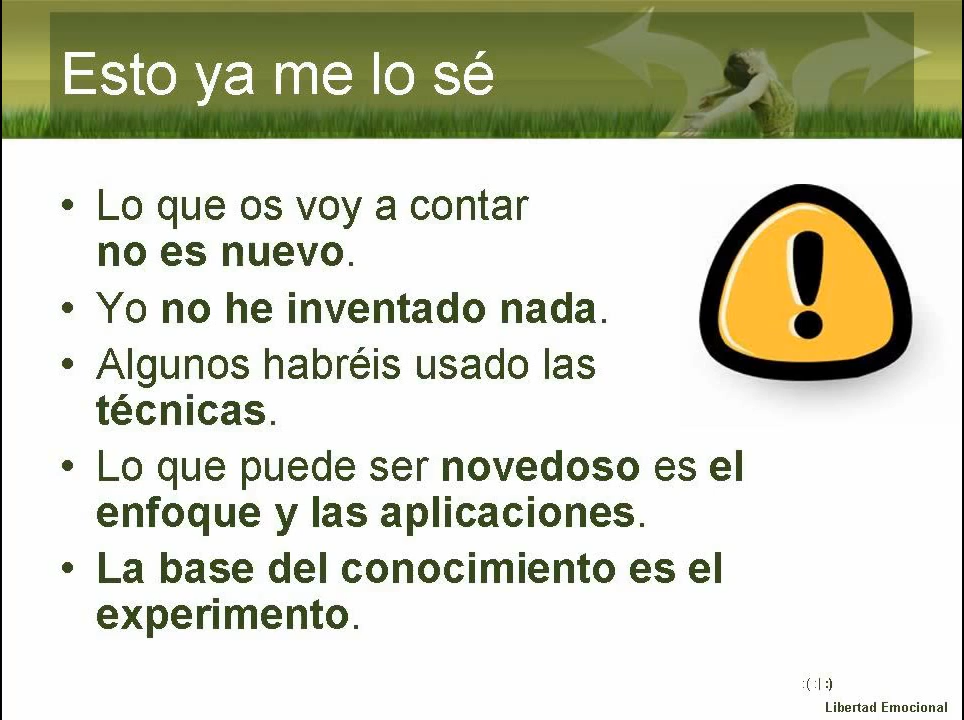 Esto ya me lo sé
• Lo que os voy a contar
no es nuevo.
• Yo no he inventado nada.
• Algunos habréis usado las
técnicas.
• Lo que puede ser novedoso es el
enfoque y las aplicaciones.
• La base del conocimiento es el
experimento.
:( :| :)
Libertad Emocional